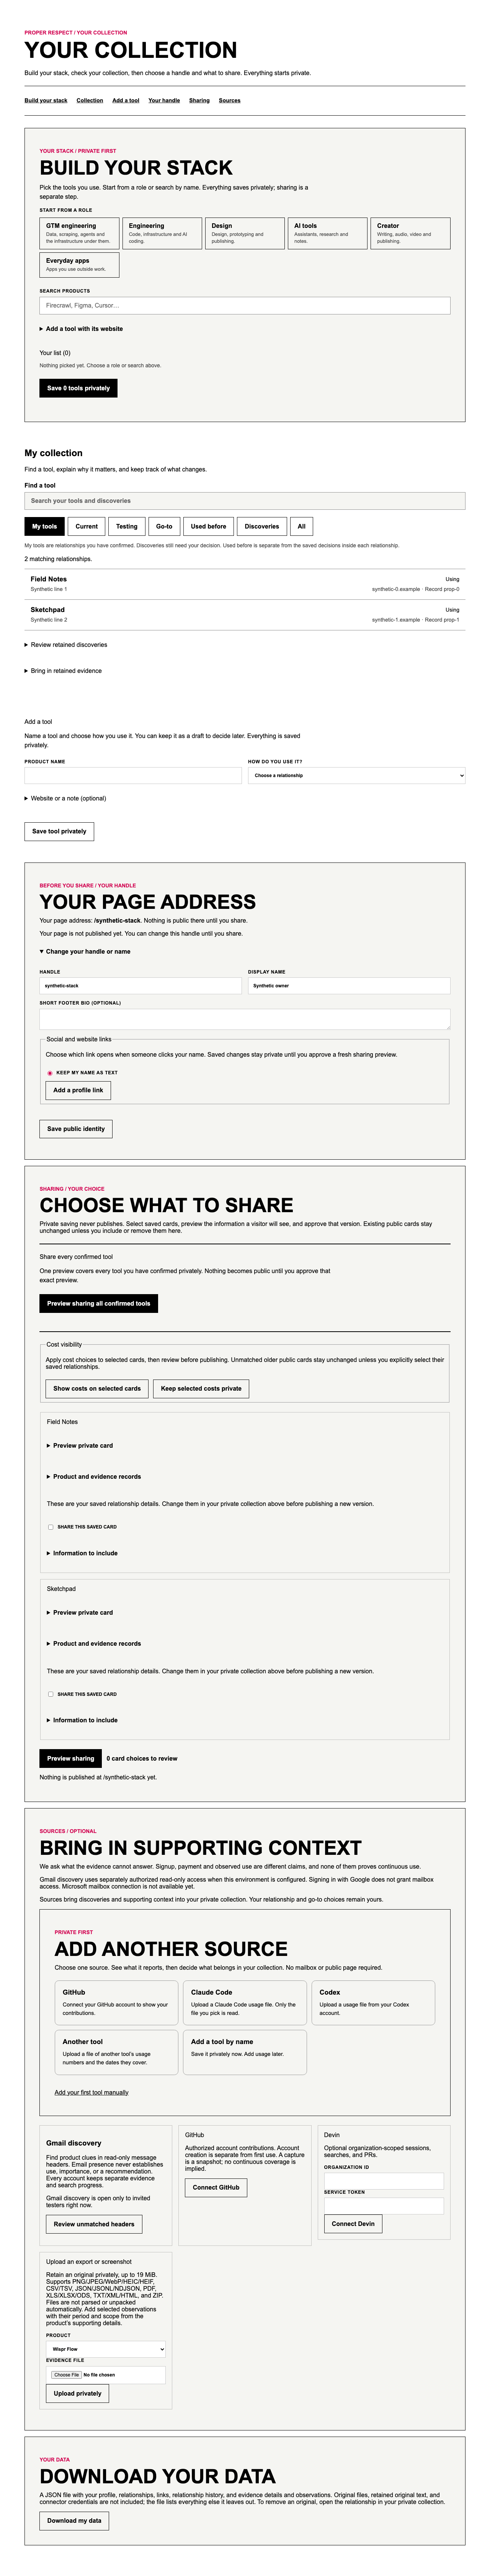 PROPER RESPECT / YOUR COLLECTION
YOUR COLLECTION
Build your stack, check your collection, then choose a handle and what to share. Everything starts private.
Build your stack Collection Add a tool Your handle Sharing Sources
YOUR STACK / PRIVATE FIRST
BUILD YOUR STACK
Pick the tools you use. Start from a role or search by name. Everything saves privately; sharing is a
separate step.
START FROM A ROLE
GTM engineering
Data, scraping, agents and
the infrastructure under them.
Engineering
Code, infrastructure and AI
coding.
Design
Design, prototyping and
publishing.
AI tools
Assistants, research and
notes.
Creator
Writing, audio, video and
publishing.
Everyday apps
Apps you use outside work.
SEARCH PRODUCTS
Firecrawl, Figma, Cursor…
Add a tool with its website
Your list (0)
Nothing picked yet. Choose a role or search above.
Save 0 tools privately
My collection
Find a tool, explain why it matters, and keep track of what changes.
Find a tool
Search your tools and discoveries
My tools Current Testing Go-to Used before Discoveries All
My tools are relationships you have confirmed. Discoveries still need your decision. Used before is separate from the saved decisions inside each relationship.
2 matching relationships.
Field Notes Using
Synthetic line 1 synthetic-0.example · Record prop-0
Sketchpad Using
Synthetic line 2 synthetic-1.example · Record prop-1
Review retained discoveries
Bring in retained evidence
Add a tool
Name a tool and choose how you use it. You can keep it as a draft to decide later. Everything is saved
privately.
PRODUCT NAME HOW DO YOU USE IT?
Choose a relationship
Website or a note (optional)
Save tool privately
BEFORE YOU SHARE / YOUR HANDLE
YOUR PAGE ADDRESS
Your page address: /synthetic-stack. Nothing is public there until you share.
Your page is not published yet. You can change this handle until you share.
Change your handle or name
HANDLE DISPLAY NAME
synthetic-stack Synthetic owner
SHORT FOOTER BIO (OPTIONAL)
Social and website links
Choose which link opens when someone clicks your name. Saved changes stay private until you approve a fresh sharing preview.
KEEP MY NAME AS TEXT
Add a profile link
Save public identity
SHARING / YOUR CHOICE
CHOOSE WHAT TO SHARE
Private saving never publishes. Select saved cards, preview the information a visitor will see, and approve that version. Existing public cards stay
unchanged unless you include or remove them here.
Share every confirmed tool
One preview covers every tool you have confirmed privately. Nothing becomes public until you approve that
exact preview.
Preview sharing all confirmed tools
Cost visibility
Apply cost choices to selected cards, then review before publishing. Unmatched older public cards stay unchanged unless you explicitly select their
saved relationships.
Show costs on selected cards Keep selected costs private
Field Notes
Preview private card
Product and evidence records
These are your saved relationship details. Change them in your private collection above before publishing a new version.
SHARE THIS SAVED CARD
Information to include
Sketchpad
Preview private card
Product and evidence records
These are your saved relationship details. Change them in your private collection above before publishing a new version.
SHARE THIS SAVED CARD
Information to include
Preview sharing 0 card choices to review
Nothing is published at /synthetic-stack yet.
SOURCES / OPTIONAL
BRING IN SUPPORTING CONTEXT
We ask what the evidence cannot answer. Signup, payment and observed use are different claims, and none of them proves continuous use.
Gmail discovery uses separately authorized read-only access when this environment is configured. Signing in with Google does not grant mailbox
access. Microsoft mailbox connection is not available yet.
Sources bring discoveries and supporting context into your private collection. Your relationship and go-to choices remain yours.
PRIVATE FIRST
ADD ANOTHER SOURCE
Choose one source. See what it reports, then decide what belongs in your collection. No mailbox or public page required.
GitHub
Connect your GitHub account to show your
contributions.
Claude Code
Upload a Claude Code usage file. Only the
file you pick is read.
Codex
Upload a usage file from your Codex
account.
Another tool
Upload a file of another tool's usage
numbers and the dates they cover.
Add a tool by name
Save it privately now. Add usage later.
Add your first tool manually
Gmail discovery
Find product clues in read-only message
headers. Email presence never establishes
use, importance, or a recommendation.
Every account keeps separate evidence
and search progress.
Gmail discovery is open only to invited
testers right now.
Review unmatched headers
GitHub
Authorized account contributions. Account
creation is separate from first use. A capture
is a snapshot; no continuous coverage is
implied.
Connect GitHub
Devin
Optional organization-scoped sessions,
searches, and PRs.
ORGANIZATION ID
SERVICE TOKEN
Connect Devin
Upload an export or screenshot
Retain an original privately, up to 19 MiB.
Supports PNG/JPEG/WebP/HEIC/HEIF,
CSV/TSV, JSON/JSONL/NDJSON, PDF,
XLS/XLSX/ODS, TXT/XML/HTML, and ZIP.
Files are not parsed or unpacked
automatically. Add selected observations
with their period and scope from the
product's supporting details.
PRODUCT
Wispr Flow
EVIDENCE FILE
Choose File No file chosen
Upload privately
YOUR DATA
DOWNLOAD YOUR DATA
A JSON file with your profile, relationships, links, relationship history, and evidence details and observations. Original files, retained original text, and
connector credentials are not included; the file lists everything else it leaves out. To remove an original, open the relationship in your private collection.
Download my data